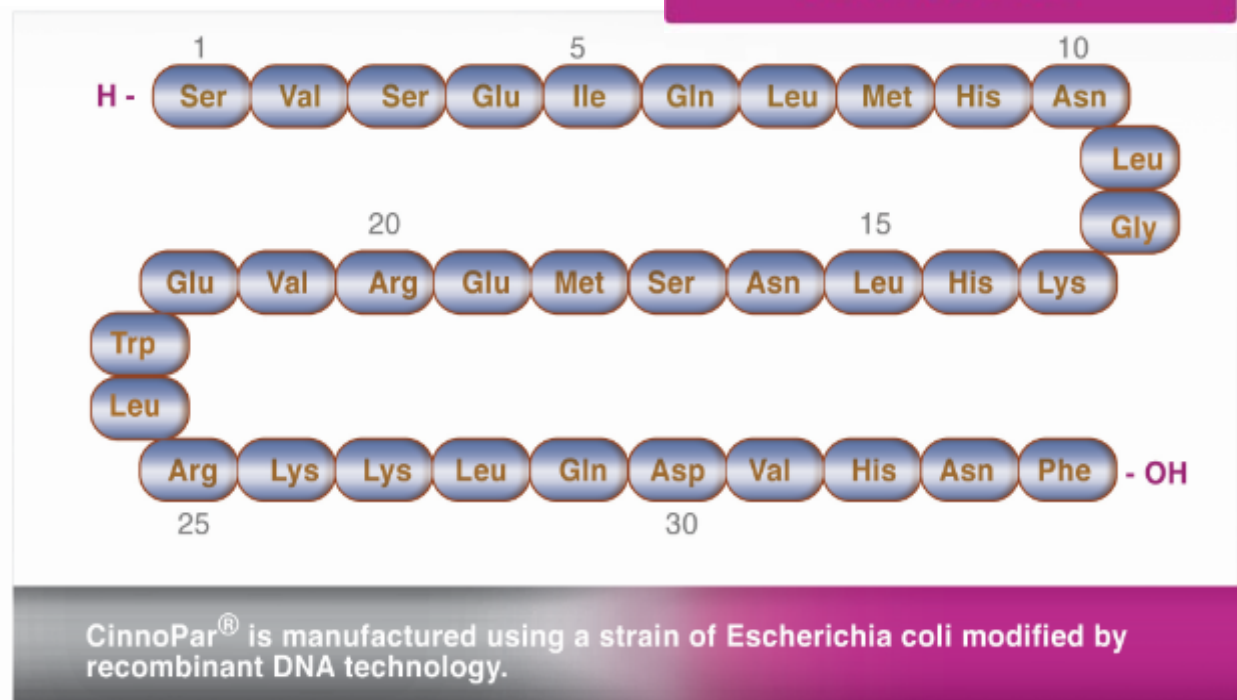 1 5 10
H - Ser Val Ser Glu Ile Gln Leu Met His Asn
Leu
Gly
20 15
Glu Val Arg Glu Met Ser Asn Leu His Lys
Trp
Leu
Arg Lys Lys Leu Gln Asp Val His Asn Phe - OH
25 30
CinnoPar® is manufactured using a strain of Escherichia coli modified by
recombinant DNA technology.